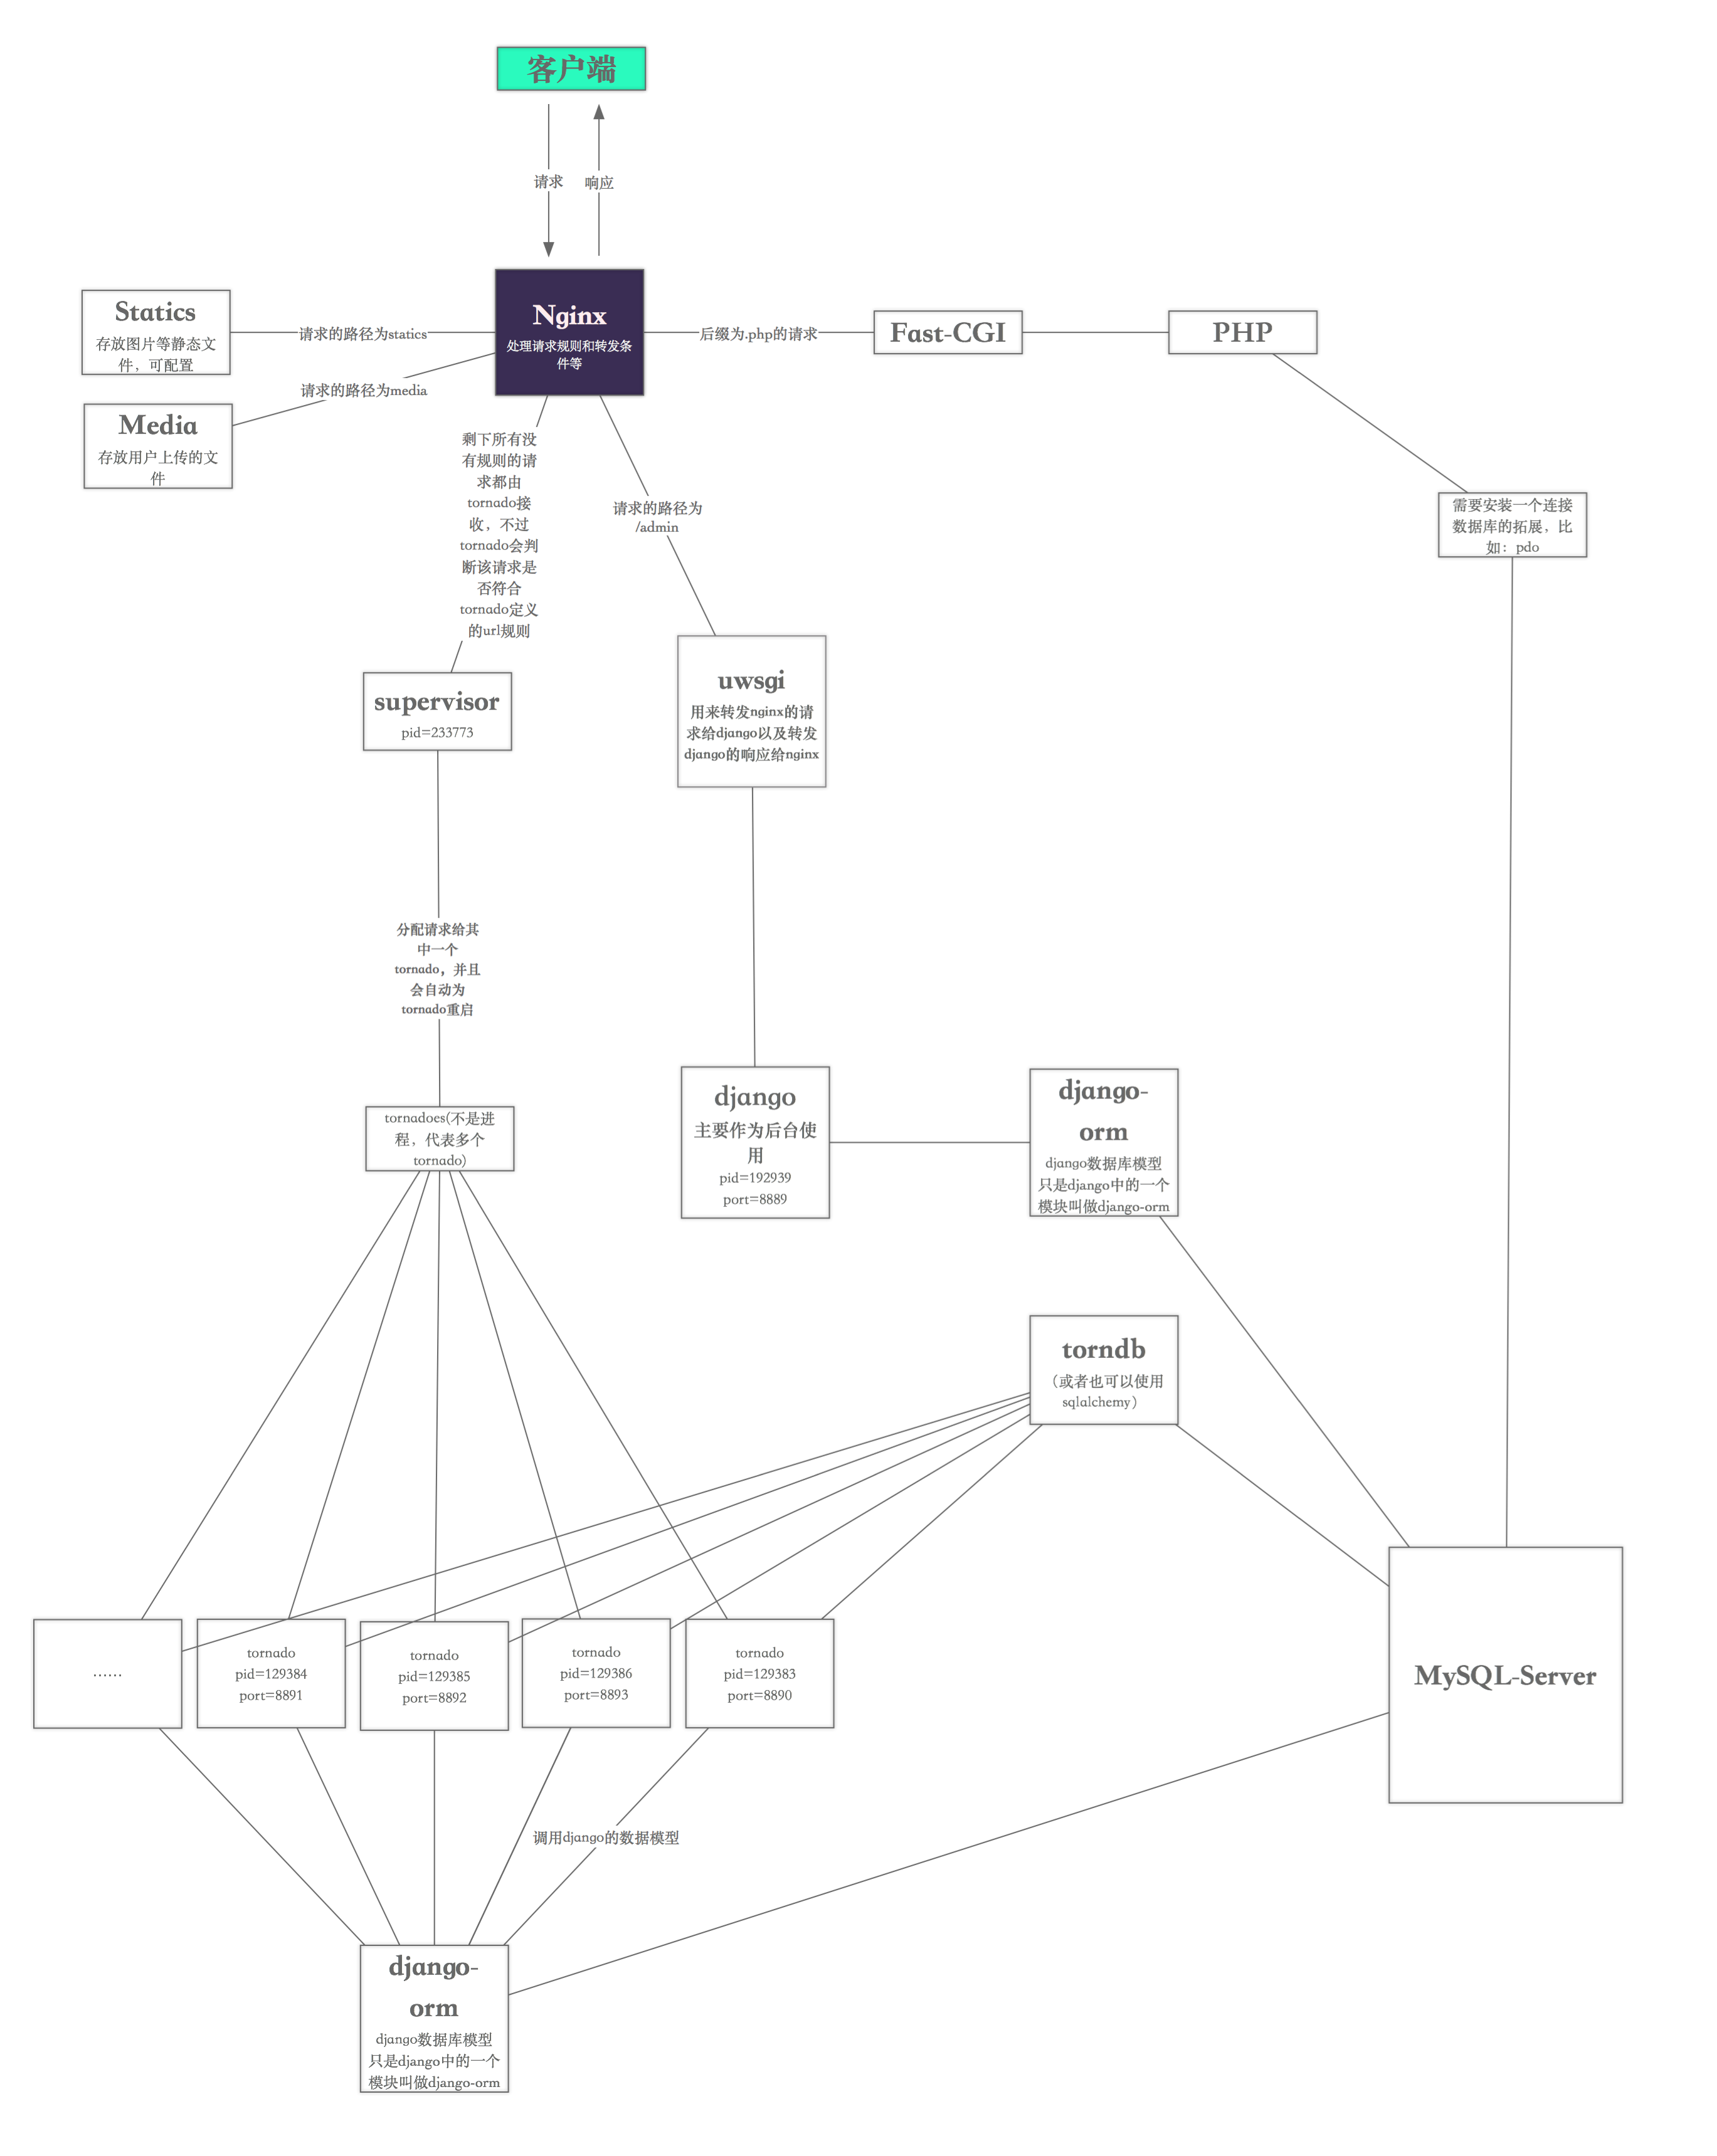 客户端
请求
响应
Nginx
处理请求规则和转发条
件等
Statics
存放图片等静态文
件，可配置
请求的路径为statics
后缀为.php的请求
Fast-CGI
PHP
请求的路径为media
Media
存放用户上传的文
件
剩下所有没
有规则的请
求都由
tornado接
收，不过
tornado会判
断该请求是
否符合
tornado定义
的url规则
请求的路径为
/admin
需要安装一个连接
数据库的拓展，比
如：pdo
supervisor
pid=233773
uwsgi
用来转发nginx的请
求给django以及转发
django的响应给nginx
分配请求给其
中一个
tornado，并且
会自动为
tornado重启
tornadoes(不是进
程，代表多个
tornado)
django
主要作为后台使
用
pid=192939
port=8889
django-
orm
django数据库模型
只是django中的一个
模块叫做django-orm
torndb
（或者也可以使用
sqlalchemy）
……
tornado
pid=129384
port=8891
tornado
pid=129385
port=8892
tornado
pid=129386
port=8893
tornado
pid=129383
port=8890
MySQL-Server
调用django的数据模型
django-
orm
django数据库模型
只是django中的一个
模块叫做django-orm